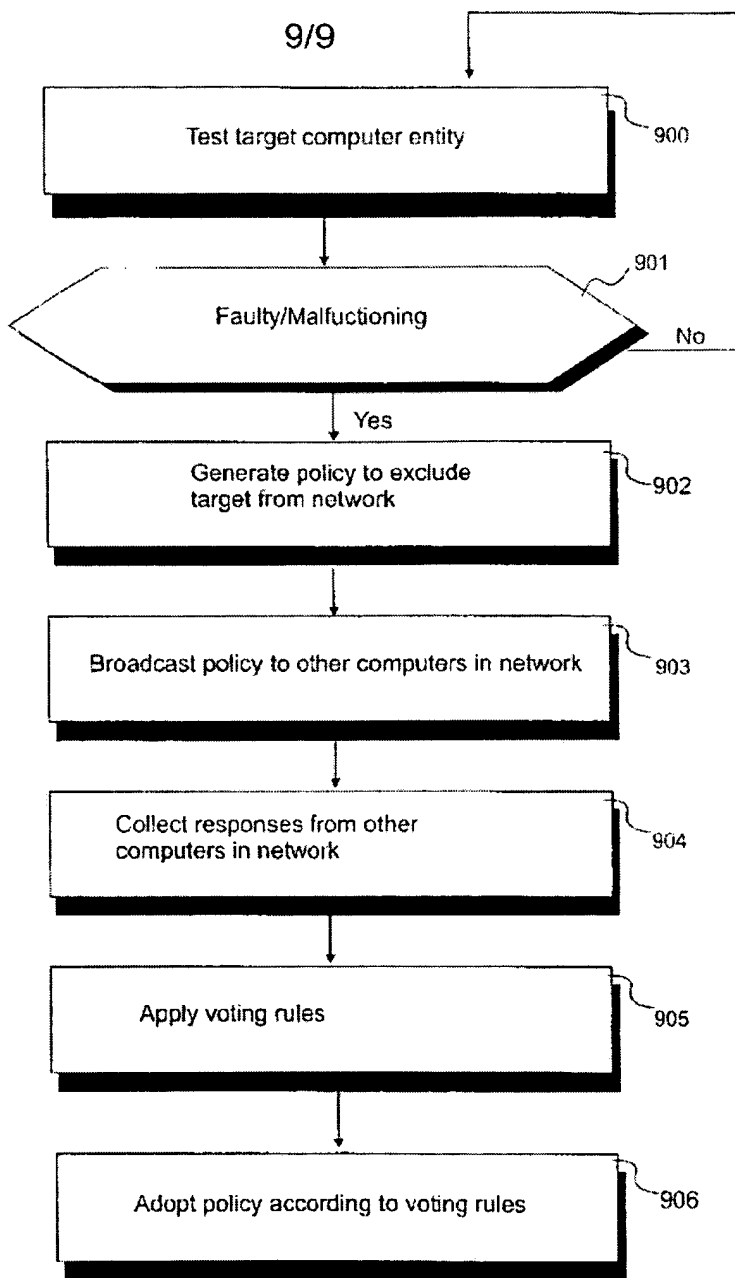 9/9
Test target computer entity
900
901
Faulty/Malfuctioning
No
Yes
Generate policy to exclude
target from network
902
Broadcast policy to other computers in network
903
Collect responses from other
computers in network
904
Apply voting rules
905
Adopt policy according to voting rules
906